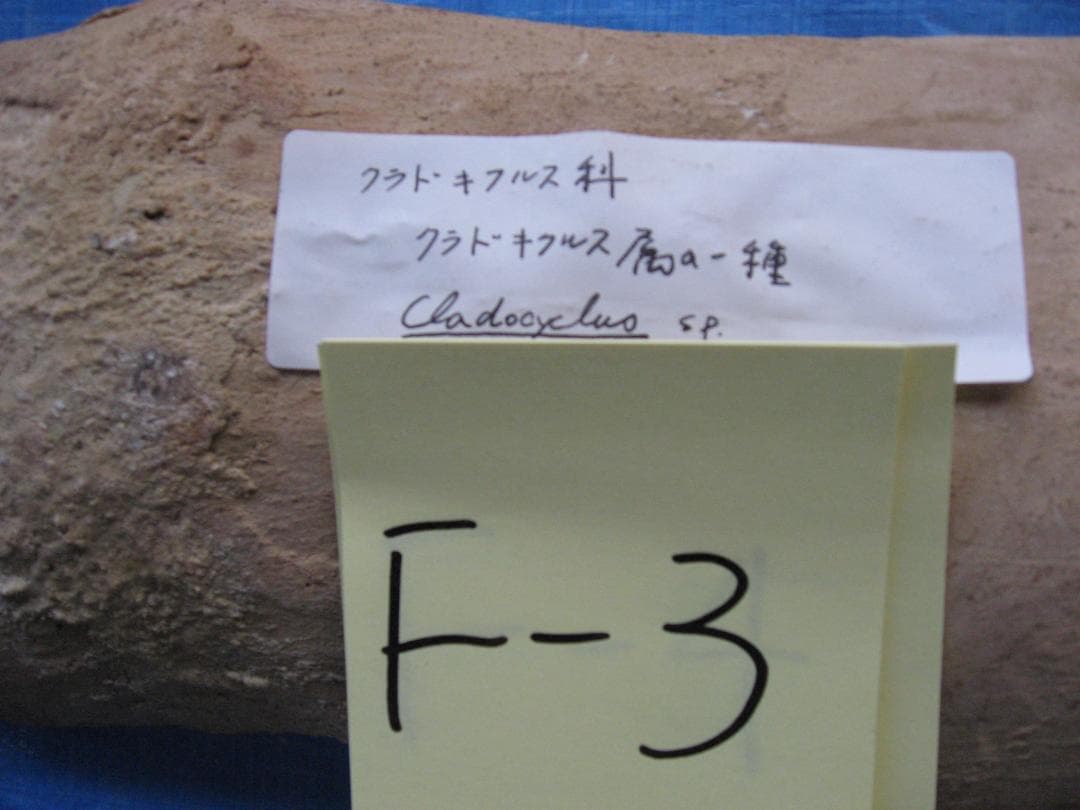 クラドキフルス科
クラドキフルス属の一種
Cladocyclus sp.
F-3